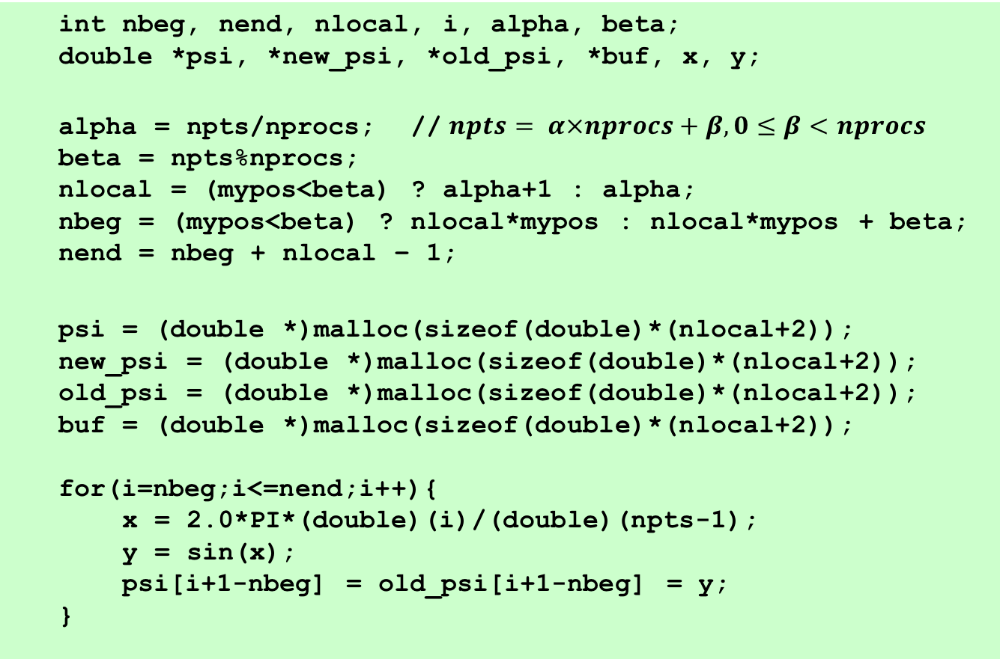 int nbeg, nend, nlocal, i, alpha, beta;
double *psi, *new_psi, *old_psi, *buf, x, y;
alpha = npts/nprocs; // npts = α×nprocs + β, 0 ≤ β < nprocs
beta = npts%nprocs;
nlocal = (mypos<beta) ? alpha+1 : alpha;
nbeg = (mypos<beta) ? nlocal*mypos : nlocal*mypos + beta;
nend = nbeg + nlocal – 1;
psi = (double *)malloc(sizeof(double)*(nlocal+2));
new_psi = (double *)malloc(sizeof(double)*(nlocal+2));
old_psi = (double *)malloc(sizeof(double)*(nlocal+2));
buf = (double *)malloc(sizeof(double)*(nlocal+2));
for(i=nbeg;i<=nend;i++){
x = 2.0*PI*(double)(i)/(double)(npts-1);
y = sin(x);
psi[i+1-nbeg] = old_psi[i+1-nbeg] = y;
}